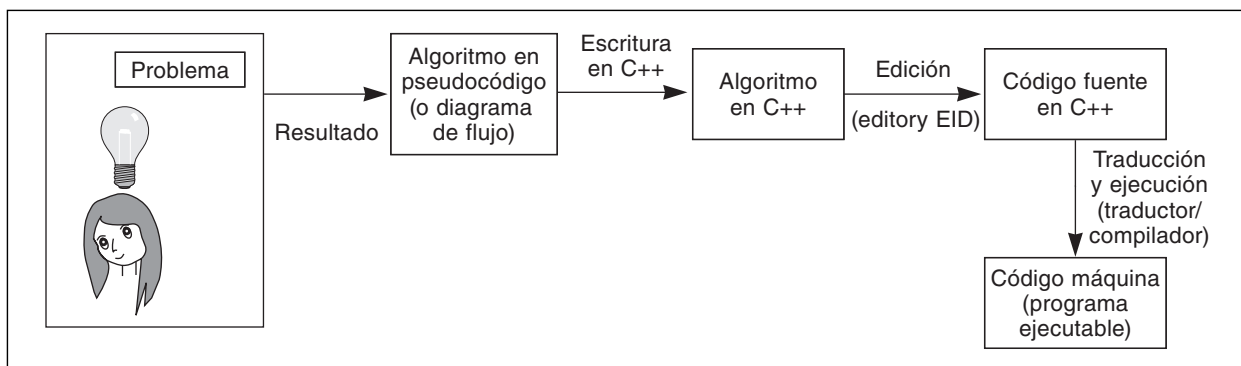 Problema
Resultado
Algoritmo en
pseudocódigo
(o diagrama
de flujo)
Escritura
en C++
Algoritmo
en C++
Edición
(editory EID)
Código fuente
en C++
Traducción
y ejecución
(traductor/
compilador)
Código máquina
(programa
ejecutable)